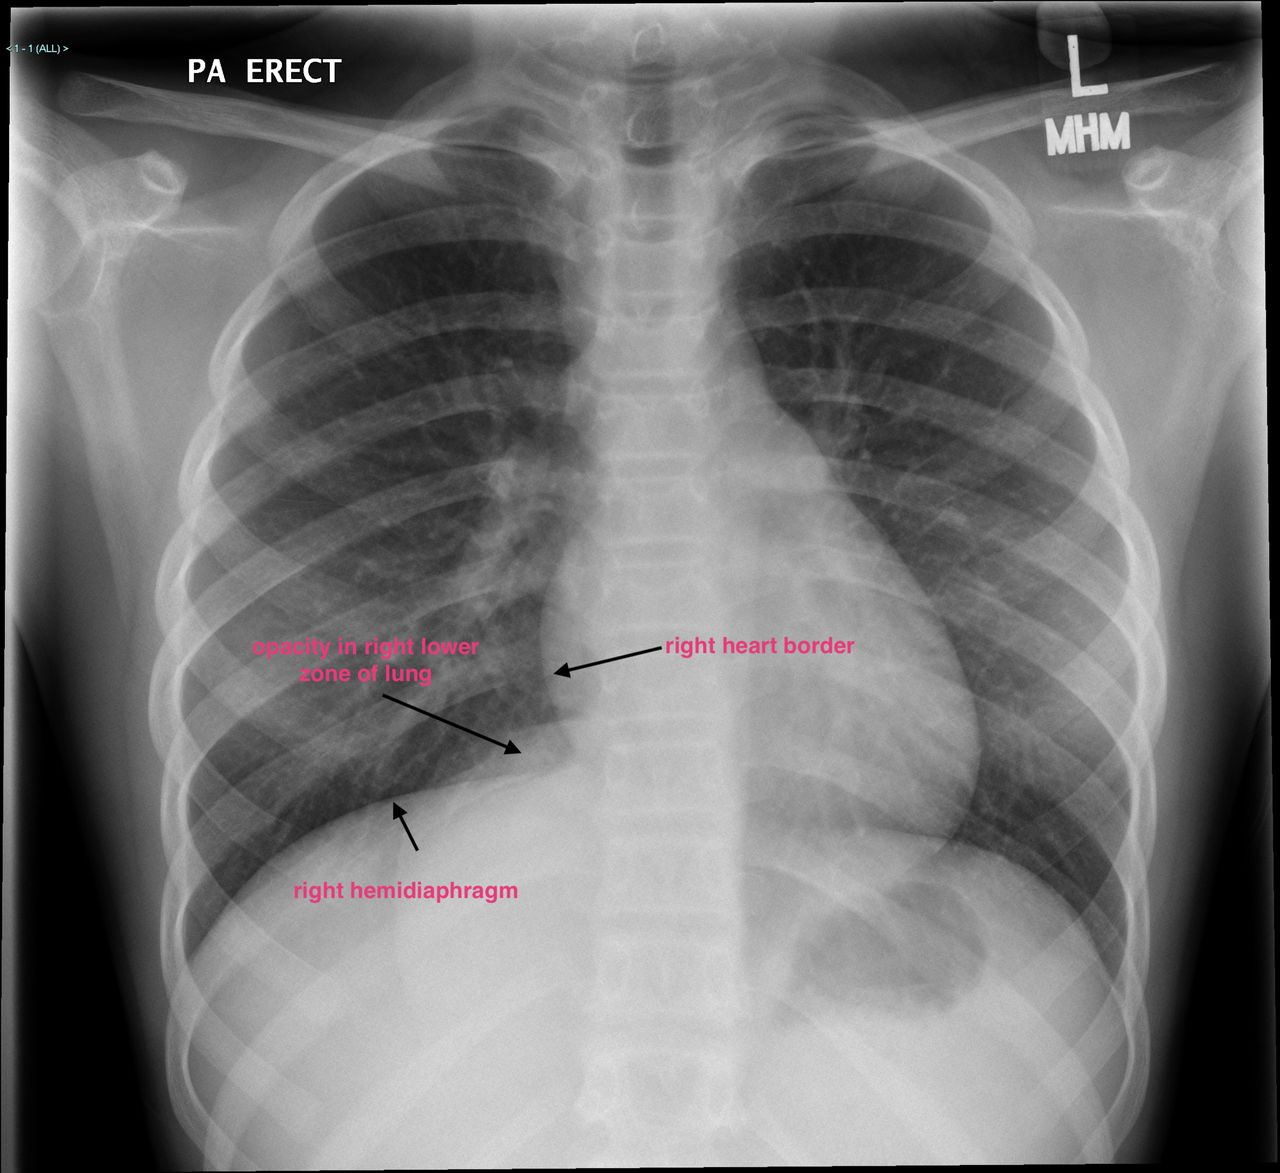 <1 - 1 (ALL) >
PA ERECT
L
MHM
opacity in right lower
zone of lung
right heart border
right hemidiaphragm